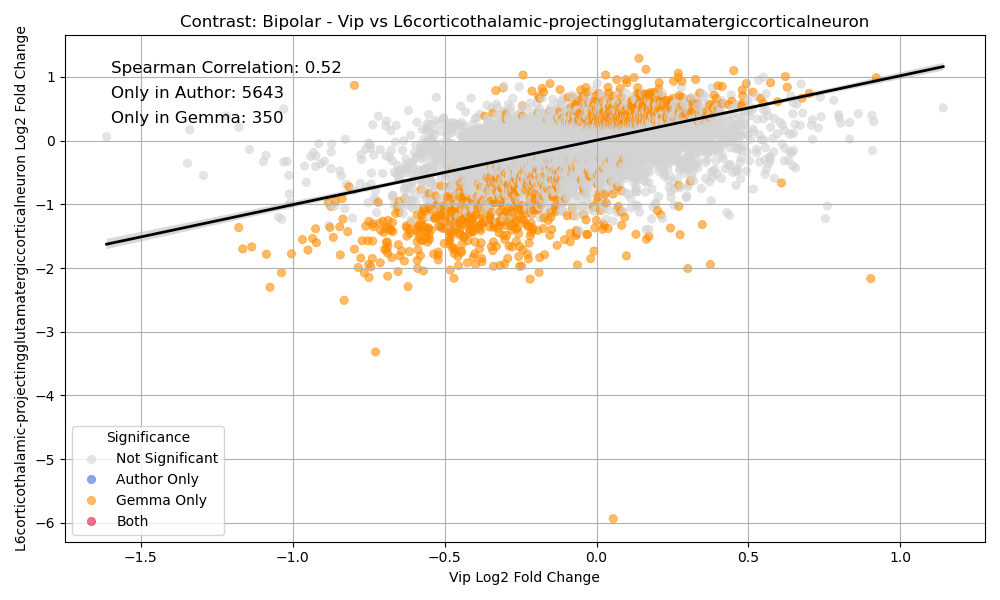 Contrast: Bipolar - Vip vs L6corticothalamic-projectingglutamatergiccorticalneuron
L6corticothalamic-projectingglutamatergiccorticalneuron Log2 Fold Change
Spearman Correlation: 0.52
Only in Author: 5643
Only in Gemma: 350
1
0
−1
−2
−3
−4
−5
−6
Significance
Not Significant
Author Only
Gemma Only
Both
−1.5
−1.0
−0.5
0.0
0.5
1.0
Vip Log2 Fold Change